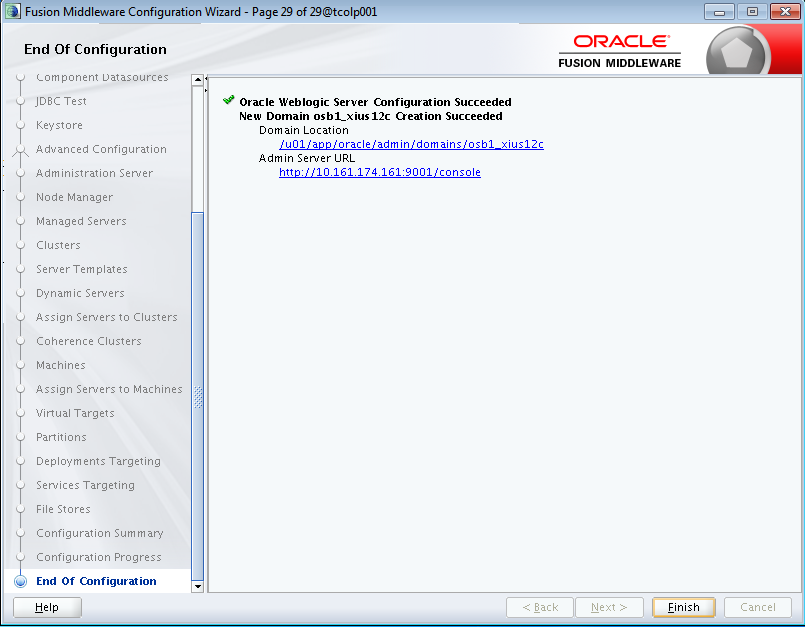 Fusion Middleware Configuration Wizard - Page 29 of 29@tcolp001
End Of Configuration
ORACLE
FUSION MIDDLEWARE
Component Datasources
JDBC Test
Keystore
Advanced Configuration
Administration Server
Node Manager
Managed Servers
Clusters
Server Templates
Dynamic Servers
Assign Servers to Clusters
Coherence Clusters
Machines
Assign Servers to Machines
Virtual Targets
Partitions
Deployments Targeting
Services Targeting
File Stores
Configuration Summary
Configuration Progress
End Of Configuration
Oracle Weblogic Server Configuration Succeeded
New Domain osb1_xius12c Creation Succeeded
Domain Location
/u01/app/oracle/admin/domains/osb1_xius12c
Admin Server URL
http://10.161.174.161:9001/console
Help
< Back
Next >
Finish
Cancel